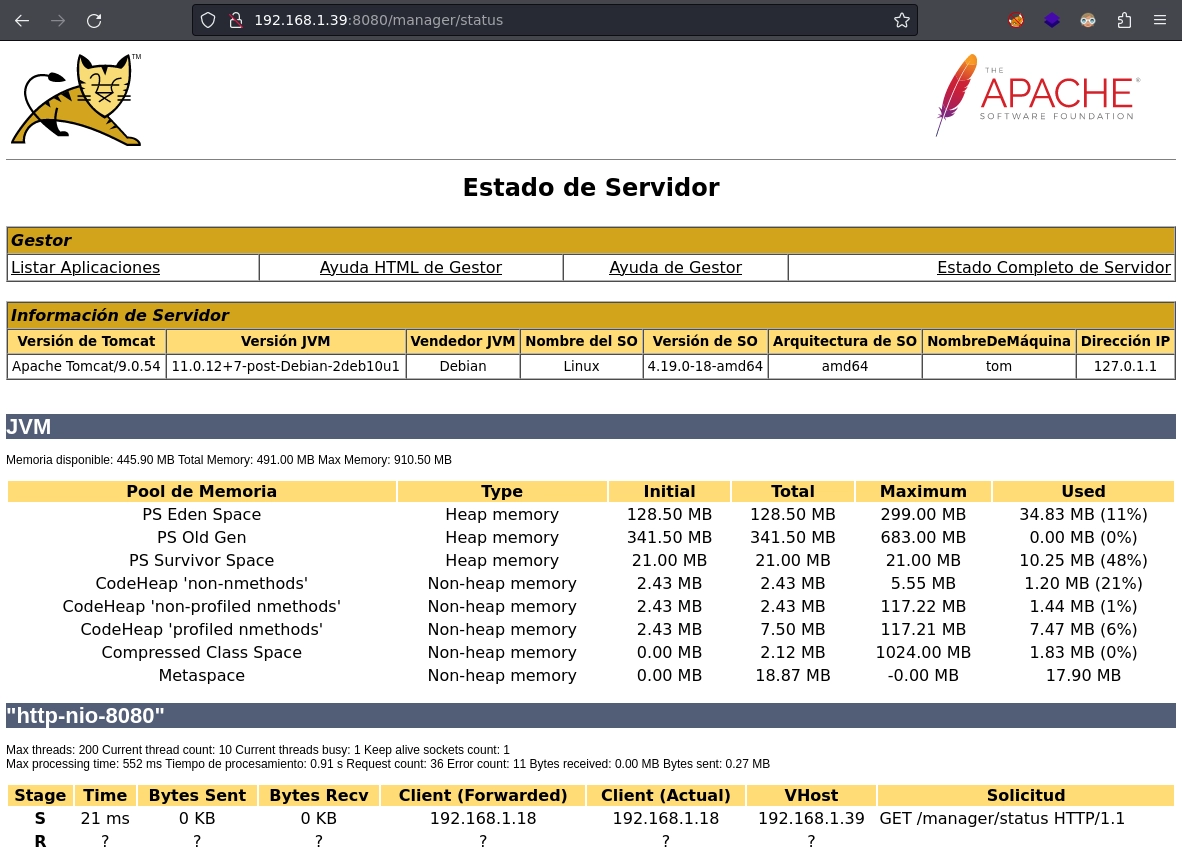 192.168.1.39:8080/manager/status
TM
THE
APACHE®
SOFTWARE FOUNDATION
Estado de Servidor
Gestor
Listar Aplicaciones Ayuda HTML de Gestor Ayuda de Gestor Estado Completo de Servidor
Información de Servidor
Versión de Tomcat Versión JVM Vendedor JVM Nombre del SO Versión de SO Arquitectura de SO NombreDeMáquina Dirección IP
Apache Tomcat/9.0.54 11.0.12+7-post-Debian-2deb10u1 Debian Linux 4.19.0-18-amd64 amd64 tom 127.0.1.1
JVM
Memoria disponible: 445.90 MB Total Memory: 491.00 MB Max Memory: 910.50 MB
Pool de Memoria Type Initial Total Maximum Used
PS Eden Space Heap memory 128.50 MB 128.50 MB 299.00 MB 34.83 MB (11%)
PS Old Gen Heap memory 341.50 MB 341.50 MB 683.00 MB 0.00 MB (0%)
PS Survivor Space Heap memory 21.00 MB 21.00 MB 21.00 MB 10.25 MB (48%)
CodeHeap 'non-nmethods' Non-heap memory 2.43 MB 2.43 MB 5.55 MB 1.20 MB (21%)
CodeHeap 'non-profiled nmethods' Non-heap memory 2.43 MB 2.43 MB 117.22 MB 1.44 MB (1%)
CodeHeap 'profiled nmethods' Non-heap memory 2.43 MB 7.50 MB 117.21 MB 7.47 MB (6%)
Compressed Class Space Non-heap memory 0.00 MB 2.12 MB 1024.00 MB 1.83 MB (0%)
Metaspace Non-heap memory 0.00 MB 18.87 MB -0.00 MB 17.90 MB
"http-nio-8080"
Max threads: 200 Current thread count: 10 Current threads busy: 1 Keep alive sockets count: 1
Max processing time: 552 ms Tiempo de procesamiento: 0.91 s Request count: 36 Error count: 11 Bytes received: 0.00 MB Bytes sent: 0.27 MB
Stage Time Bytes Sent Bytes Recv Client (Forwarded) Client (Actual) VHost Solicitud
S 21 ms 0 KB 0 KB 192.168.1.18 192.168.1.18 192.168.1.39 GET /manager/status HTTP/1.1
R ? ? ? ? ? ?